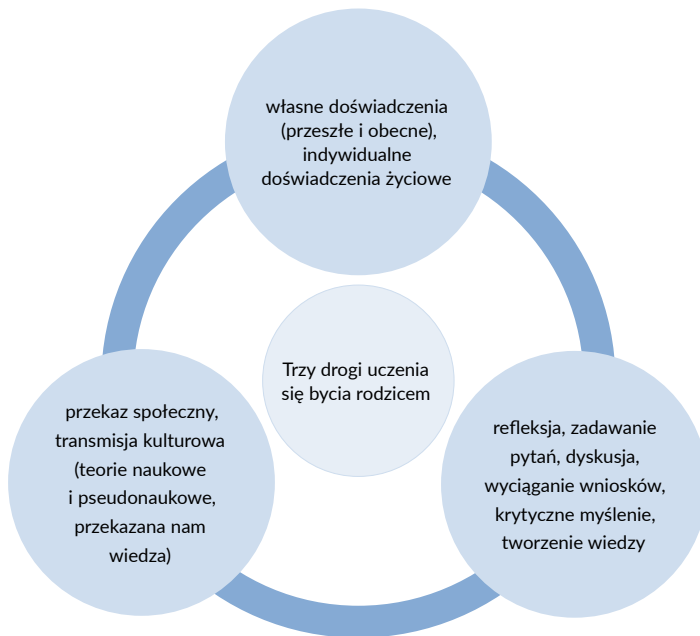 własne doświadczenia
(przeszłe i obecne),
indywidualne
doświadczenia życiowe
Trzy drogi uczenia
się bycia rodzicem
przekaz społeczny,
transmisja kulturowa
(teorie naukowe
i pseudonaukowe,
przekazana nam
wiedza)
refleksja, zadawanie
pytań, dyskusja,
wyciąganie wniosków,
krytyczne myślenie,
tworzenie wiedzy